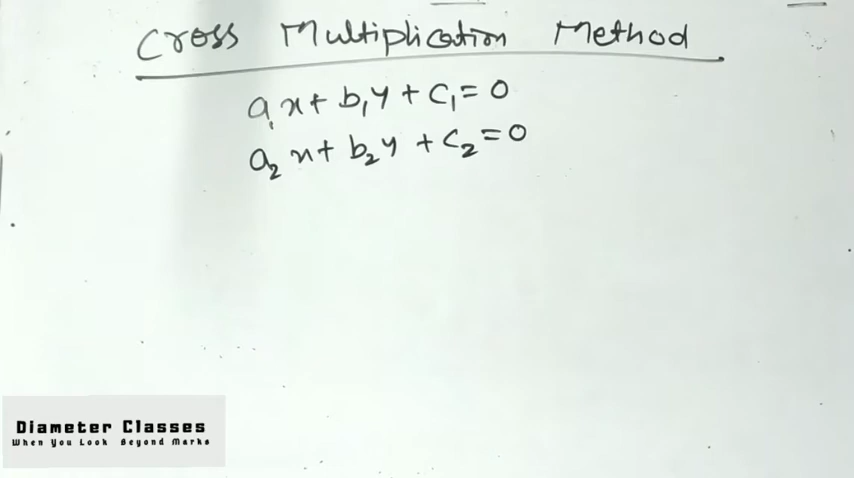 Cross Multiplication Method
a₁x + b₁y + c₁ = 0
a₂x + b₂y + c₂ = 0
Diameter Classes
When You Look Beyond Marks